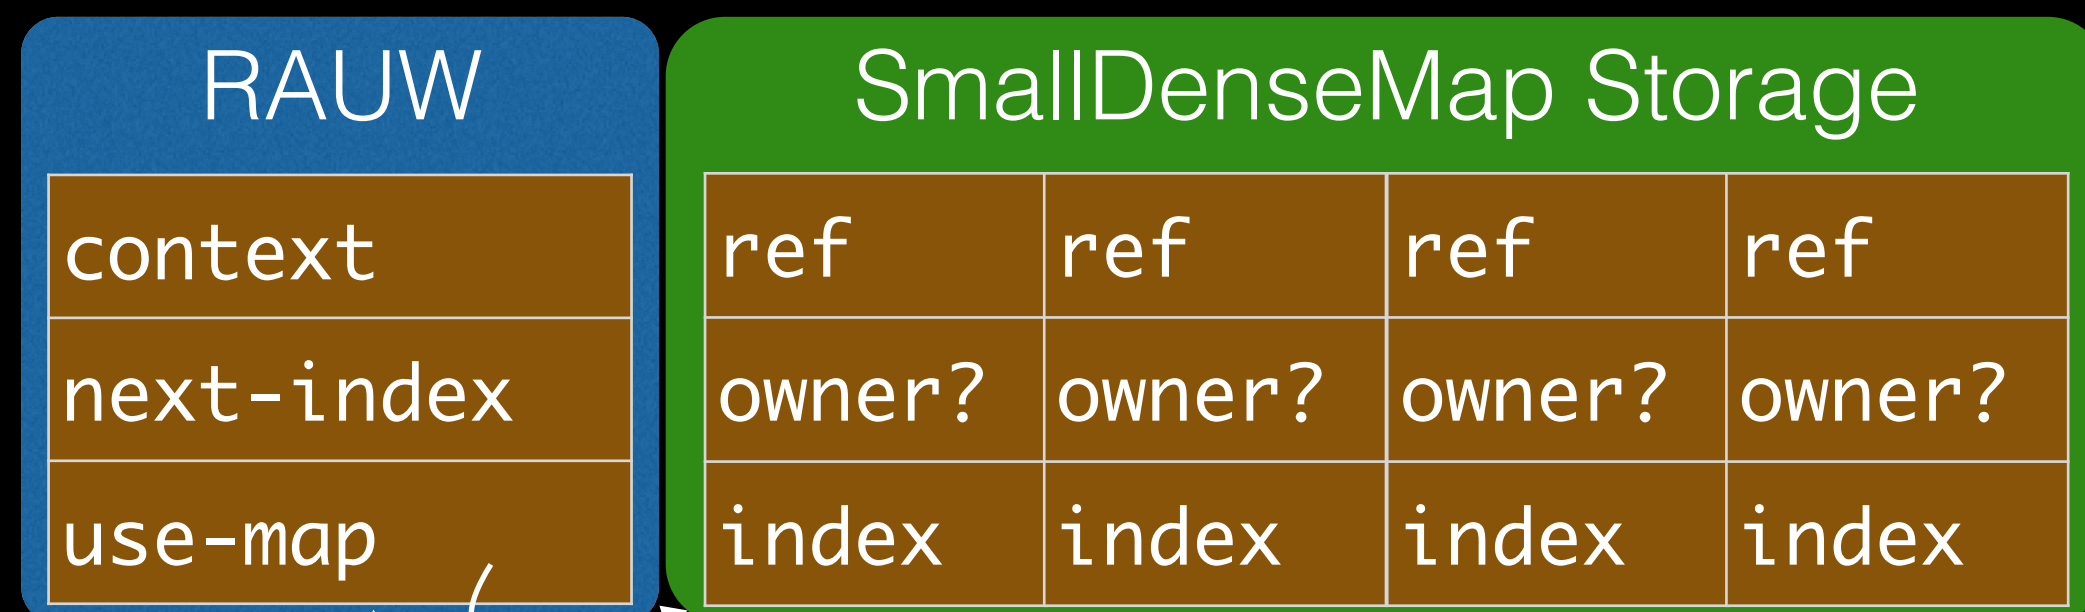 RAUW
context
next-index
use-map
SmallDenseMap Storage
ref ref ref ref
owner? owner? owner? owner?
index index index index